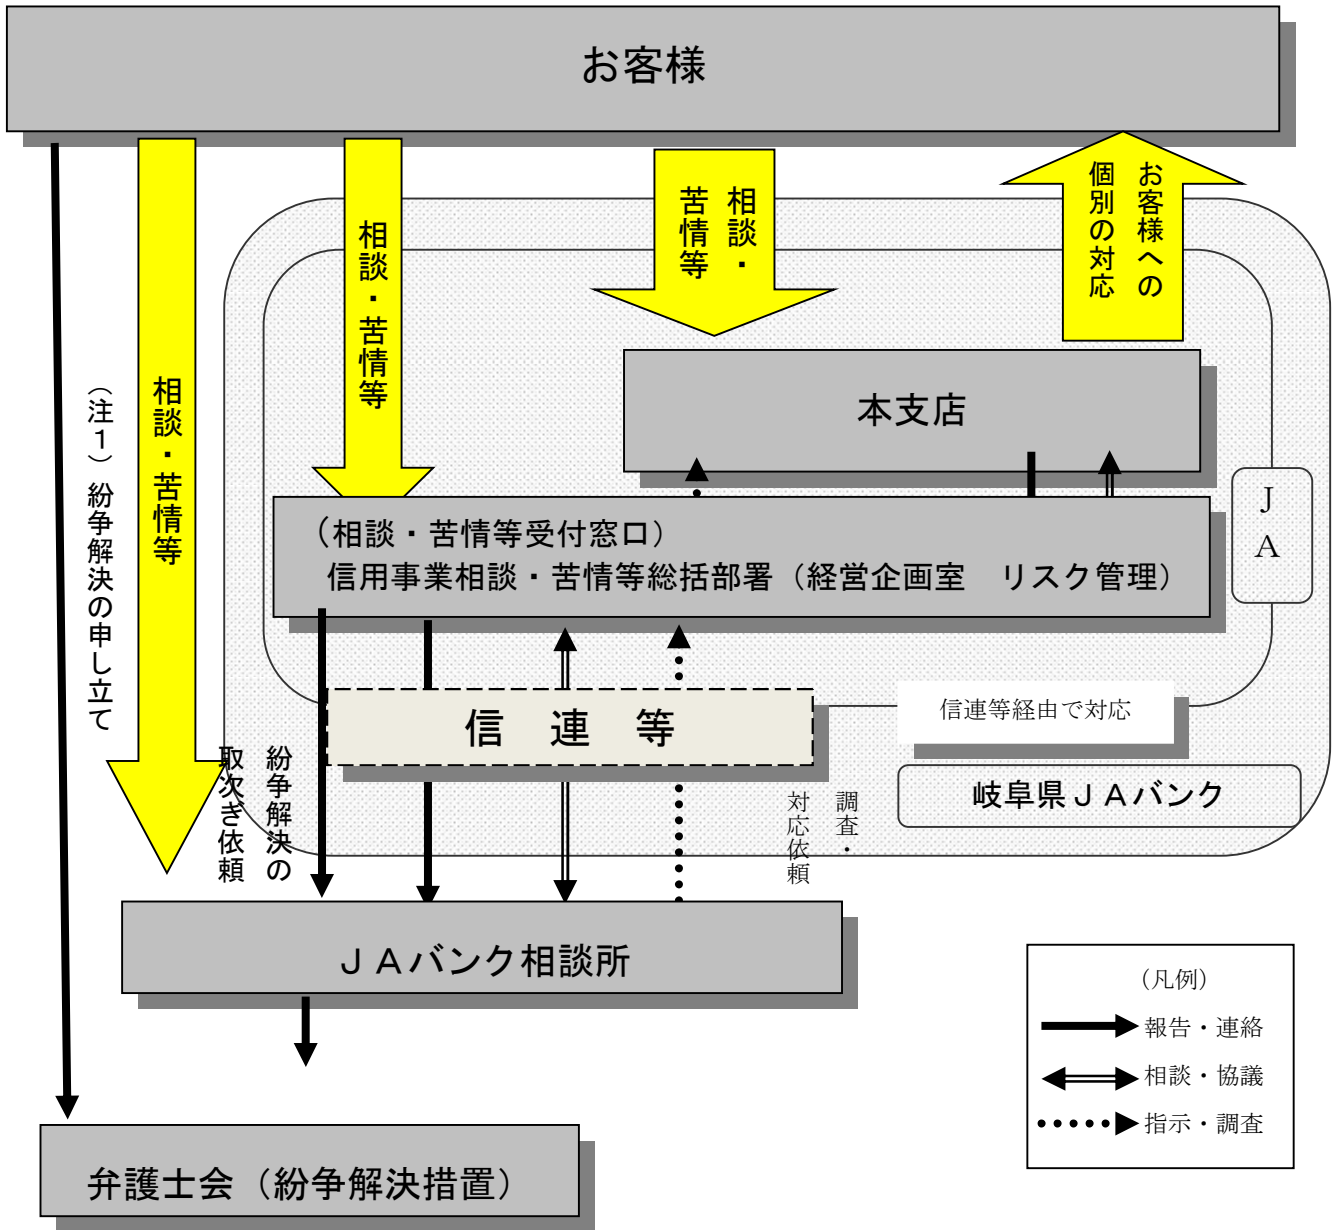 お客様
（注１）紛争解決の申し立て
相談・苦情等
相談・苦情等
相談・
苦情等
お客様への
個別の対応
本支店
ＪＡ
（相談・苦情等受付窓口）
信用事業相談・苦情等総括部署（経営企画室　リスク管理）
信　連　等
信連等経由で対応
岐阜県ＪＡバンク
紛争解決の
取次ぎ依頼
調査・
対応依頼
ＪＡバンク相談所
（凡例）
報告・連絡
相談・協議
指示・調査
弁護士会（紛争解決措置）